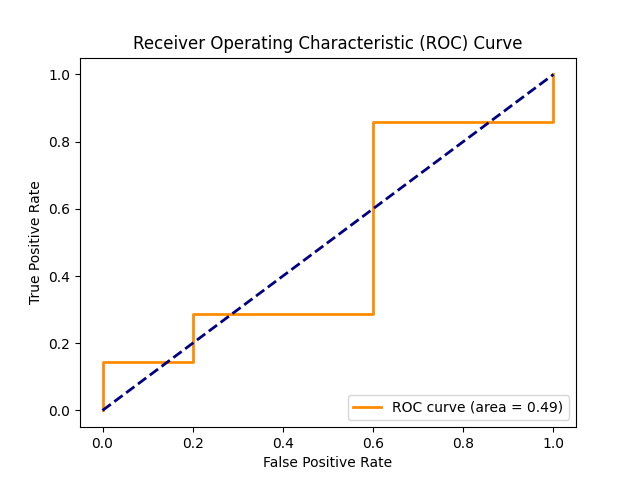 Receiver Operating Characteristic (ROC) Curve
1.0
0.8
0.6
0.4
0.2
0.0
True Positive Rate
ROC curve (area = 0.49)
0.0 0.2 0.4 0.6 0.8 1.0
False Positive Rate